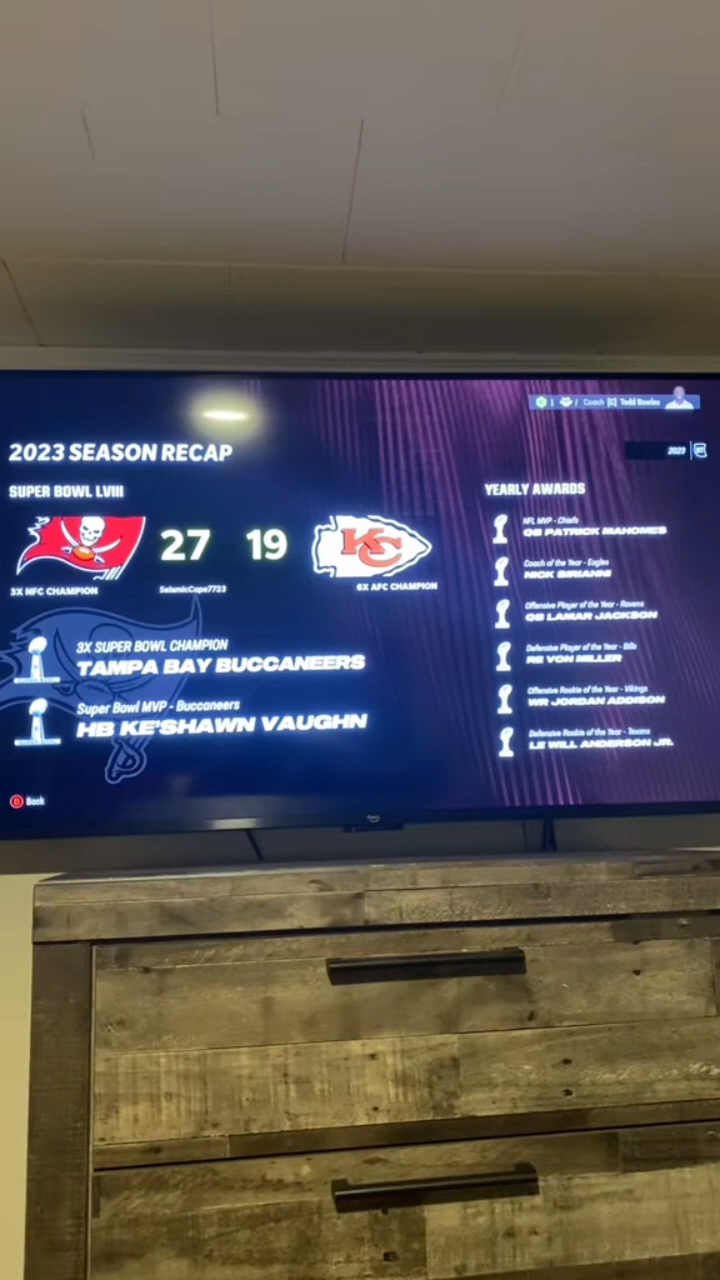 1 / Coach [C] Todd Bowles
2023 SEASON RECAP
2023
SUPER BOWL LVIII
27 19
KC
3X NFC CHAMPION
SeismicCape7723
6X AFC CHAMPION
3X SUPER BOWL CHAMPION
TAMPA BAY BUCCANEERS
Super Bowl MVP - Buccaneers
HB KE'SHAWN VAUGHN
YEARLY AWARDS
NFL MVP - Chiefs
QB PATRICK MAHOMES
Coach of the Year - Eagles
NICK SIRIANNI
Offensive Player of the Year - Ravens
QB LAMAR JACKSON
Defensive Player of the Year - Bills
RE VON MILLER
Offensive Rookie of the Year - Vikings
WR JORDAN ADDISON
Defensive Rookie of the Year - Texans
LE WILL ANDERSON JR.
B Back